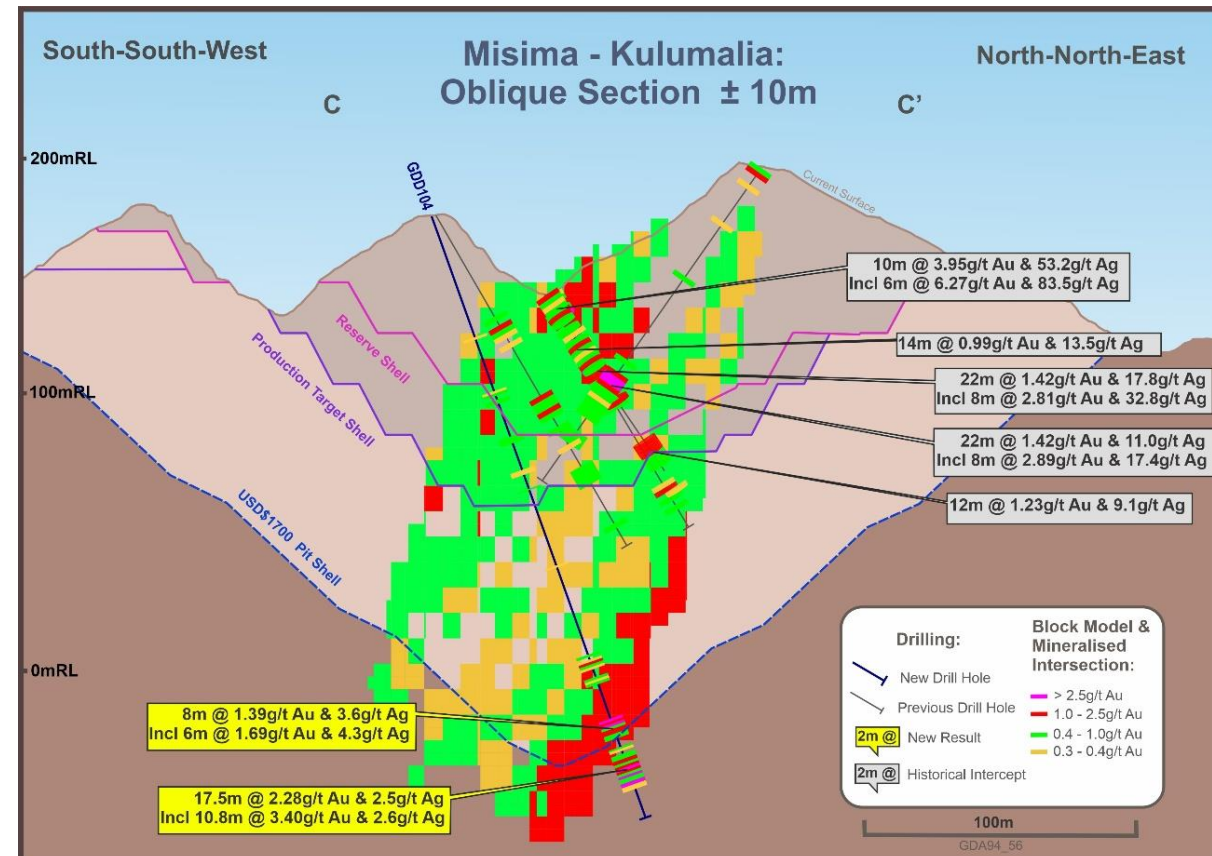 South-South-West
Misima - Kulumalia:
Oblique Section ± 10m
North-North-East
C
C'
200mRL
GDD104
Current Surface
10m @ 3.95g/t Au & 53.2g/t Ag
Incl 6m @ 6.27g/t Au & 83.5g/t Ag
14m @ 0.99g/t Au & 13.5g/t Ag
Reserve Shell
Production Target Shell
100mRL
22m @ 1.42g/t Au & 17.8g/t Ag
Incl 8m @ 2.81g/t Au & 32.8g/t Ag
22m @ 1.42g/t Au & 11.0g/t Ag
Incl 8m @ 2.89g/t Au & 17.4g/t Ag
12m @ 1.23g/t Au & 9.1g/t Ag
USD$1700 Pit Shell
0mRL
8m @ 1.39g/t Au & 3.6g/t Ag
Incl 6m @ 1.69g/t Au & 4.3g/t Ag
17.5m @ 2.28g/t Au & 2.5g/t Ag
Incl 10.8m @ 3.40g/t Au & 2.6g/t Ag
Drilling:
New Drill Hole
Previous Drill Hole
2m @ New Result
2m @ Historical Intercept
Block Model &
Mineralised
Intersection:
> 2.5g/t Au
1.0 - 2.5g/t Au
0.4 - 1.0g/t Au
0.3 - 0.4g/t Au
100m
GDA94_56